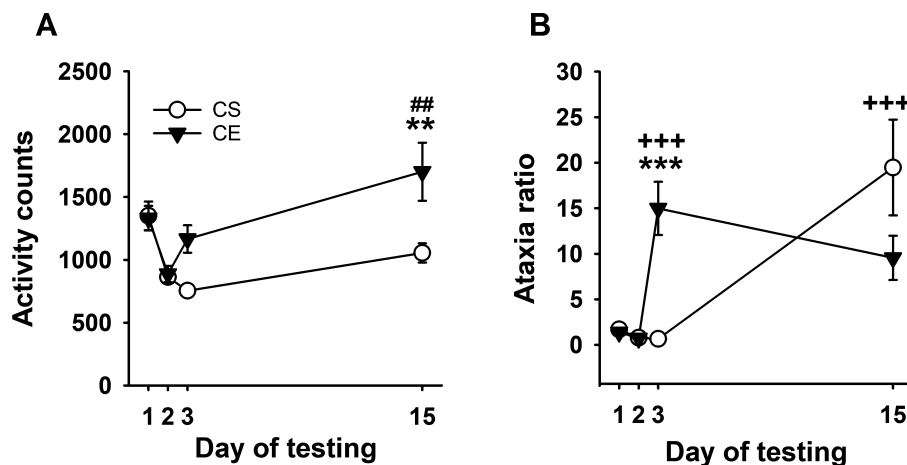 A
2500
2000
1500
1000
500
0
Activity counts
CS
CE
##
**
1 2 3 15
Day of testing
B
30
25
20
15
10
5
0
Ataxia ratio
+++
***
+++
1 2 3 15
Day of testing